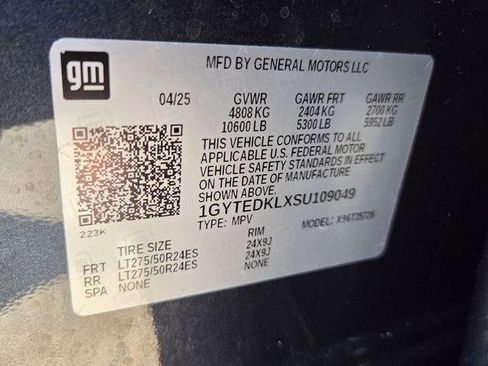 gm
MFD BY GENERAL MOTORS LLC
04/25 GVWR GAWR FRT GAWR RR
4808 KG 2404 KG 2700 KG
10600 LB 5300 LB 5952 LB
THIS VEHICLE CONFORMS TO ALL
APPLICABLE U.S. FEDERAL MOTOR
VEHICLE SAFETY STANDARDS IN EFFECT
ON THE DATE OF MANUFACTURE
SHOWN ABOVE.
1GYTEDKLXSU109049
TYPE: MPV MODEL:
223K
TIRE SIZE RIM
FRT LT275/50R24ES 24X9J
RR LT275/50R24ES 24X9J
SPA NONE NONE